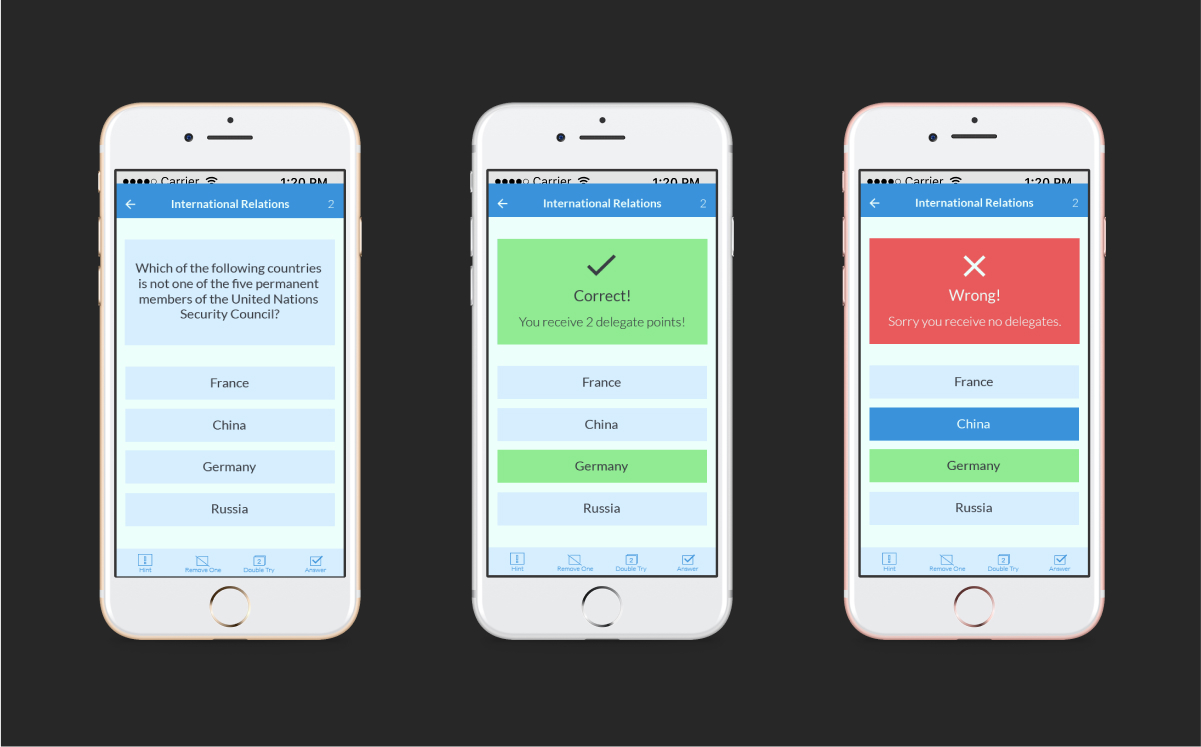 Carrier 1:20 PM
International Relations 2
Which of the following countries
is not one of the five permanent
members of the United Nations
Security Council?
France
China
Germany
Russia
2
Hint Remove One Double Try Answer
Carrier 1:20 PM
International Relations 2
Correct!
You receive 2 delegate points!
France
China
Germany
Russia
2
Hint Remove One Double Try Answer
Carrier 1:20 PM
International Relations 2
Wrong!
Sorry you receive no delegates.
France
China
Germany
Russia
2
Hint Remove One Double Try Answer